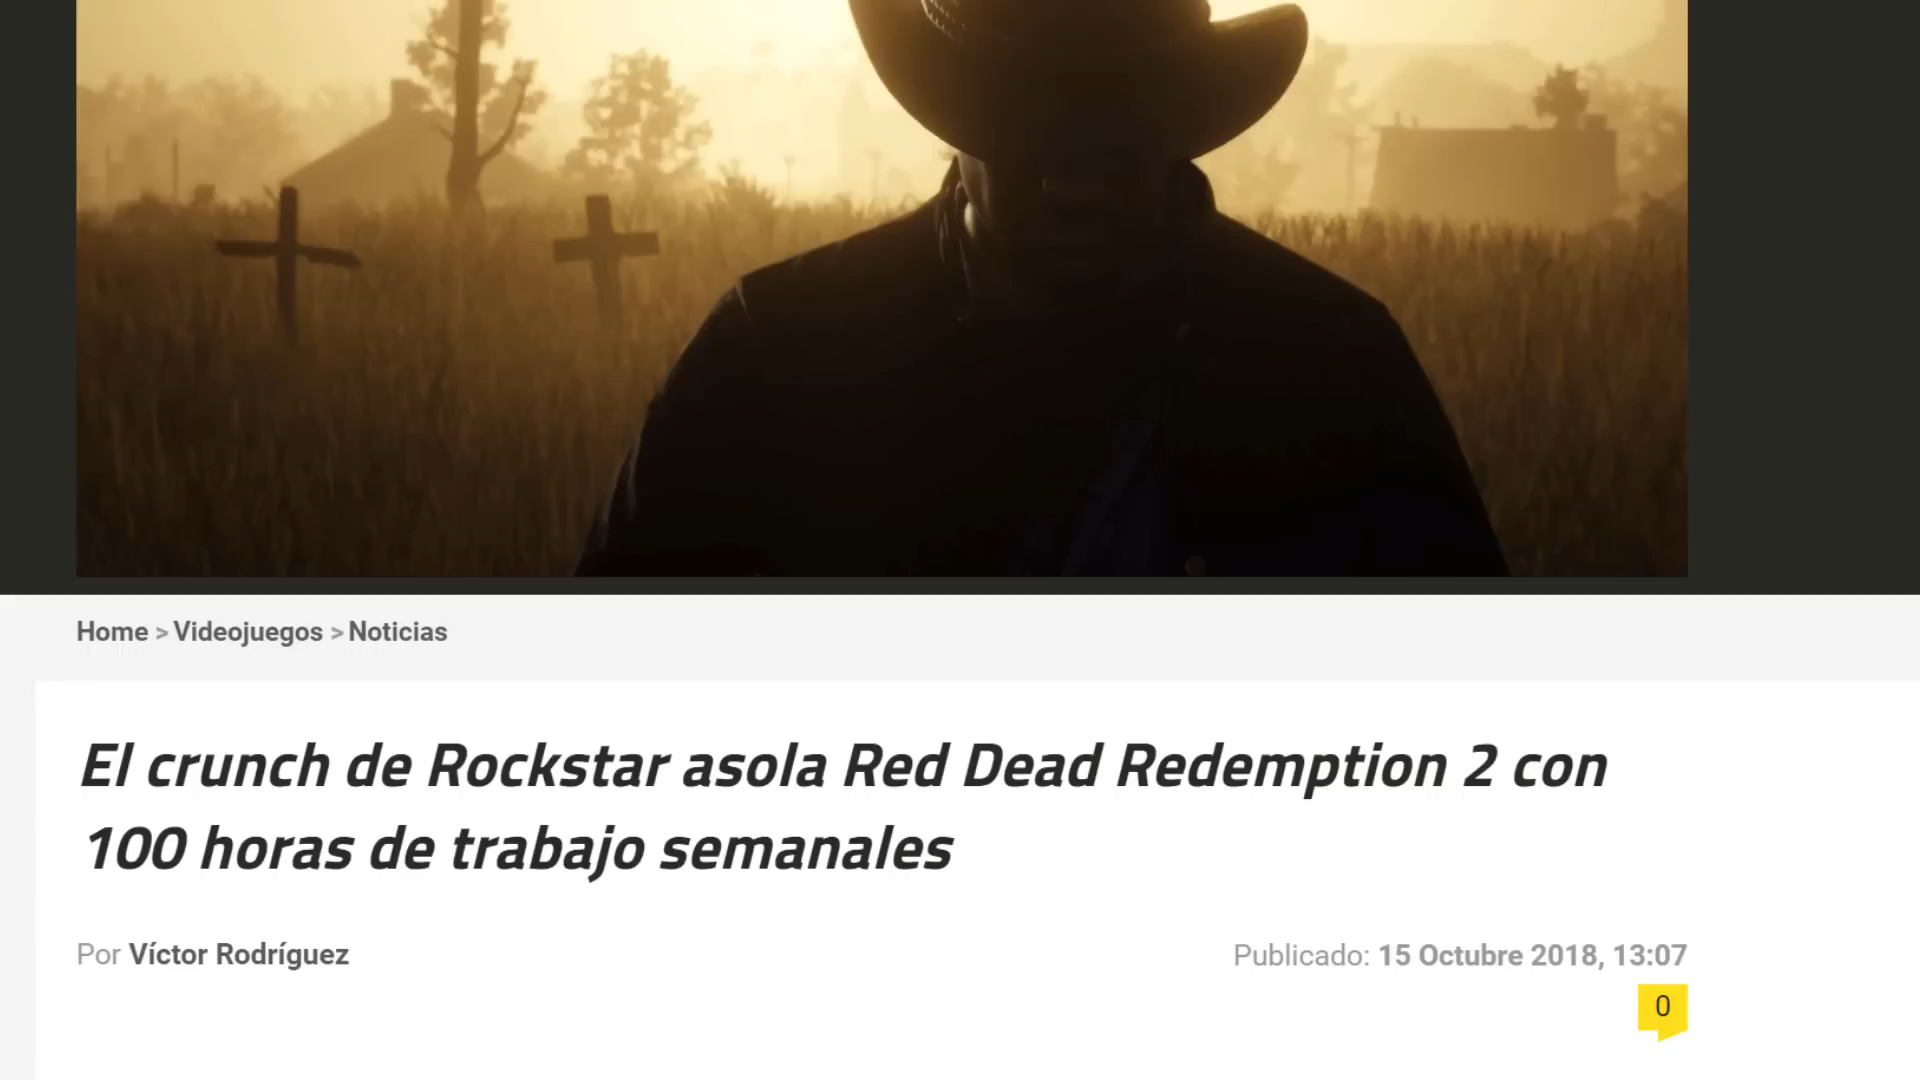 Home > Videojuegos > Noticias
El crunch de Rockstar asola Red Dead Redemption 2 con
100 horas de trabajo semanales
Por Víctor Rodríguez
Publicado: 15 Octubre 2018, 13:07
0